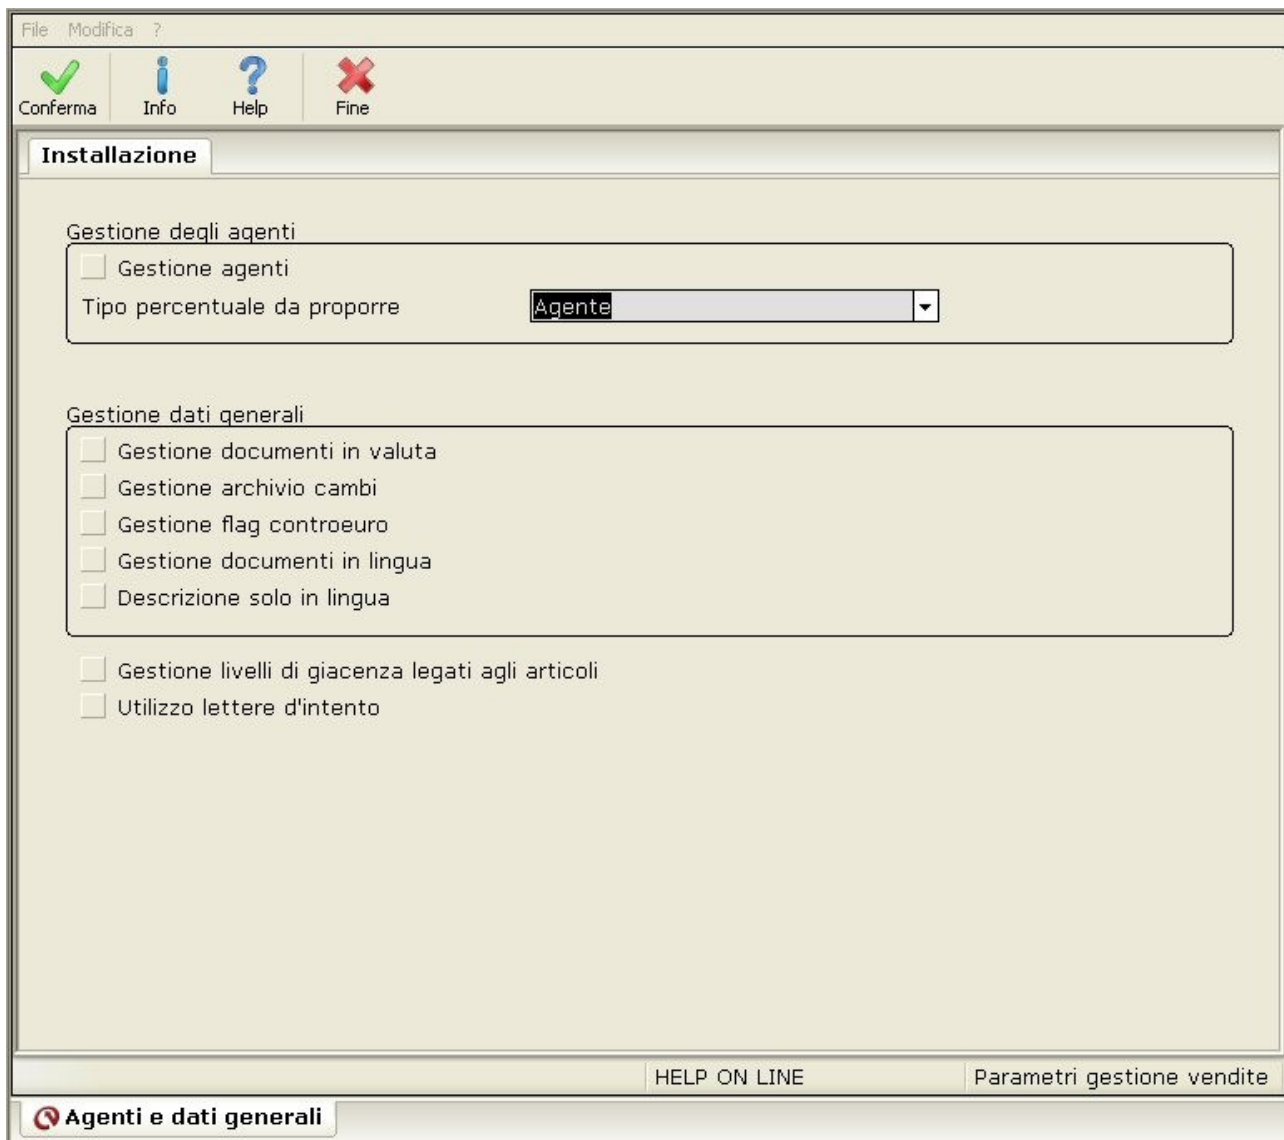 File Modifica ?
Conferma Info Help Fine
Installazione
Gestione degli agenti
Gestione agenti
Tipo percentuale da proporre Agente
Gestione dati generali
Gestione documenti in valuta
Gestione archivio cambi
Gestione flag controeuro
Gestione documenti in lingua
Descrizione solo in lingua
Gestione livelli di giacenza legati agli articoli
Utilizzo lettere d'intento
HELP ON LINE Parametri gestione vendite
Agenti e dati generali